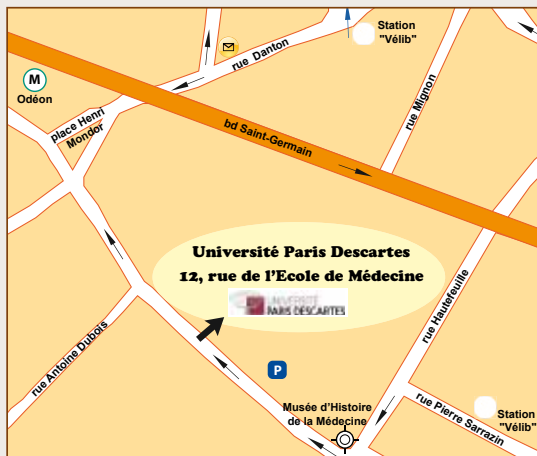 Station
"Vélib"
rue Danton
M
Odéon
place Henri
Mondor
rue Mignon
bd Saint-Germain
Université Paris Descartes
12, rue de l'Ecole de Médecine
UNIVERSITÉ
PARIS DESCARTES
rue Hautefeuille
rue Antoine Dubois
P
Musée d'Histoire
de la Médecine
rue Pierre Sarrazin
Station
"Vélib"